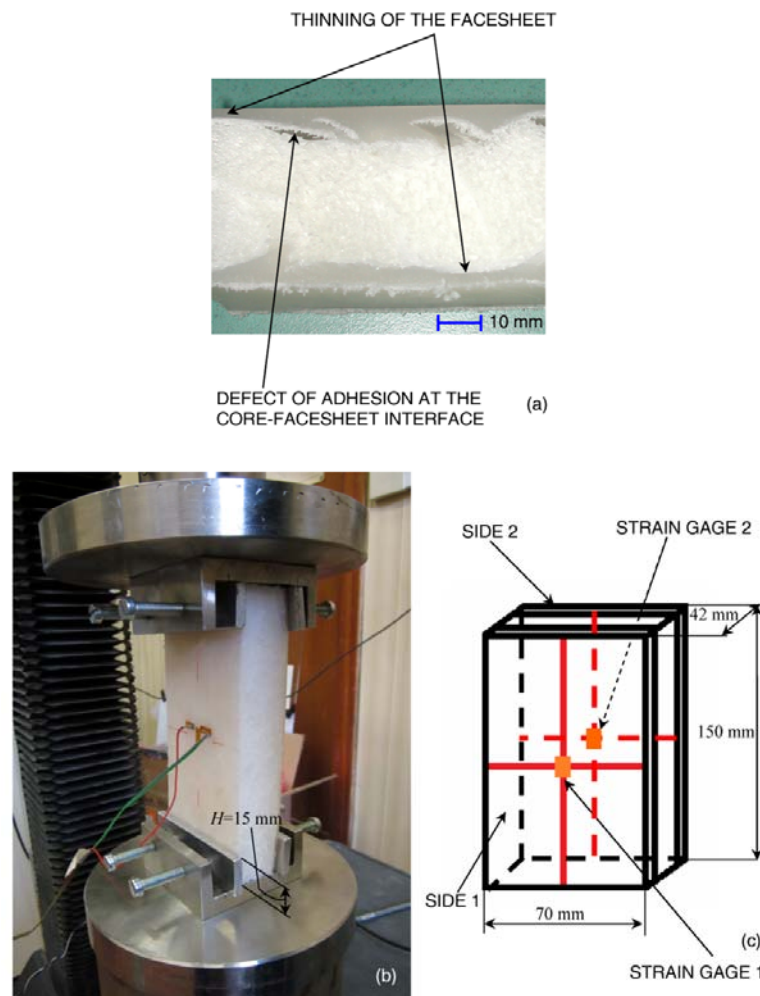 THINNING OF THE FACESHEET
10 mm
DEFECT OF ADHESION AT THE
CORE-FACESHEET INTERFACE
(a)
SIDE 2
STRAIN GAGE 2
42 mm
150 mm
H=15 mm
SIDE 1
70 mm
(b)
(c)
STRAIN GAGE 1